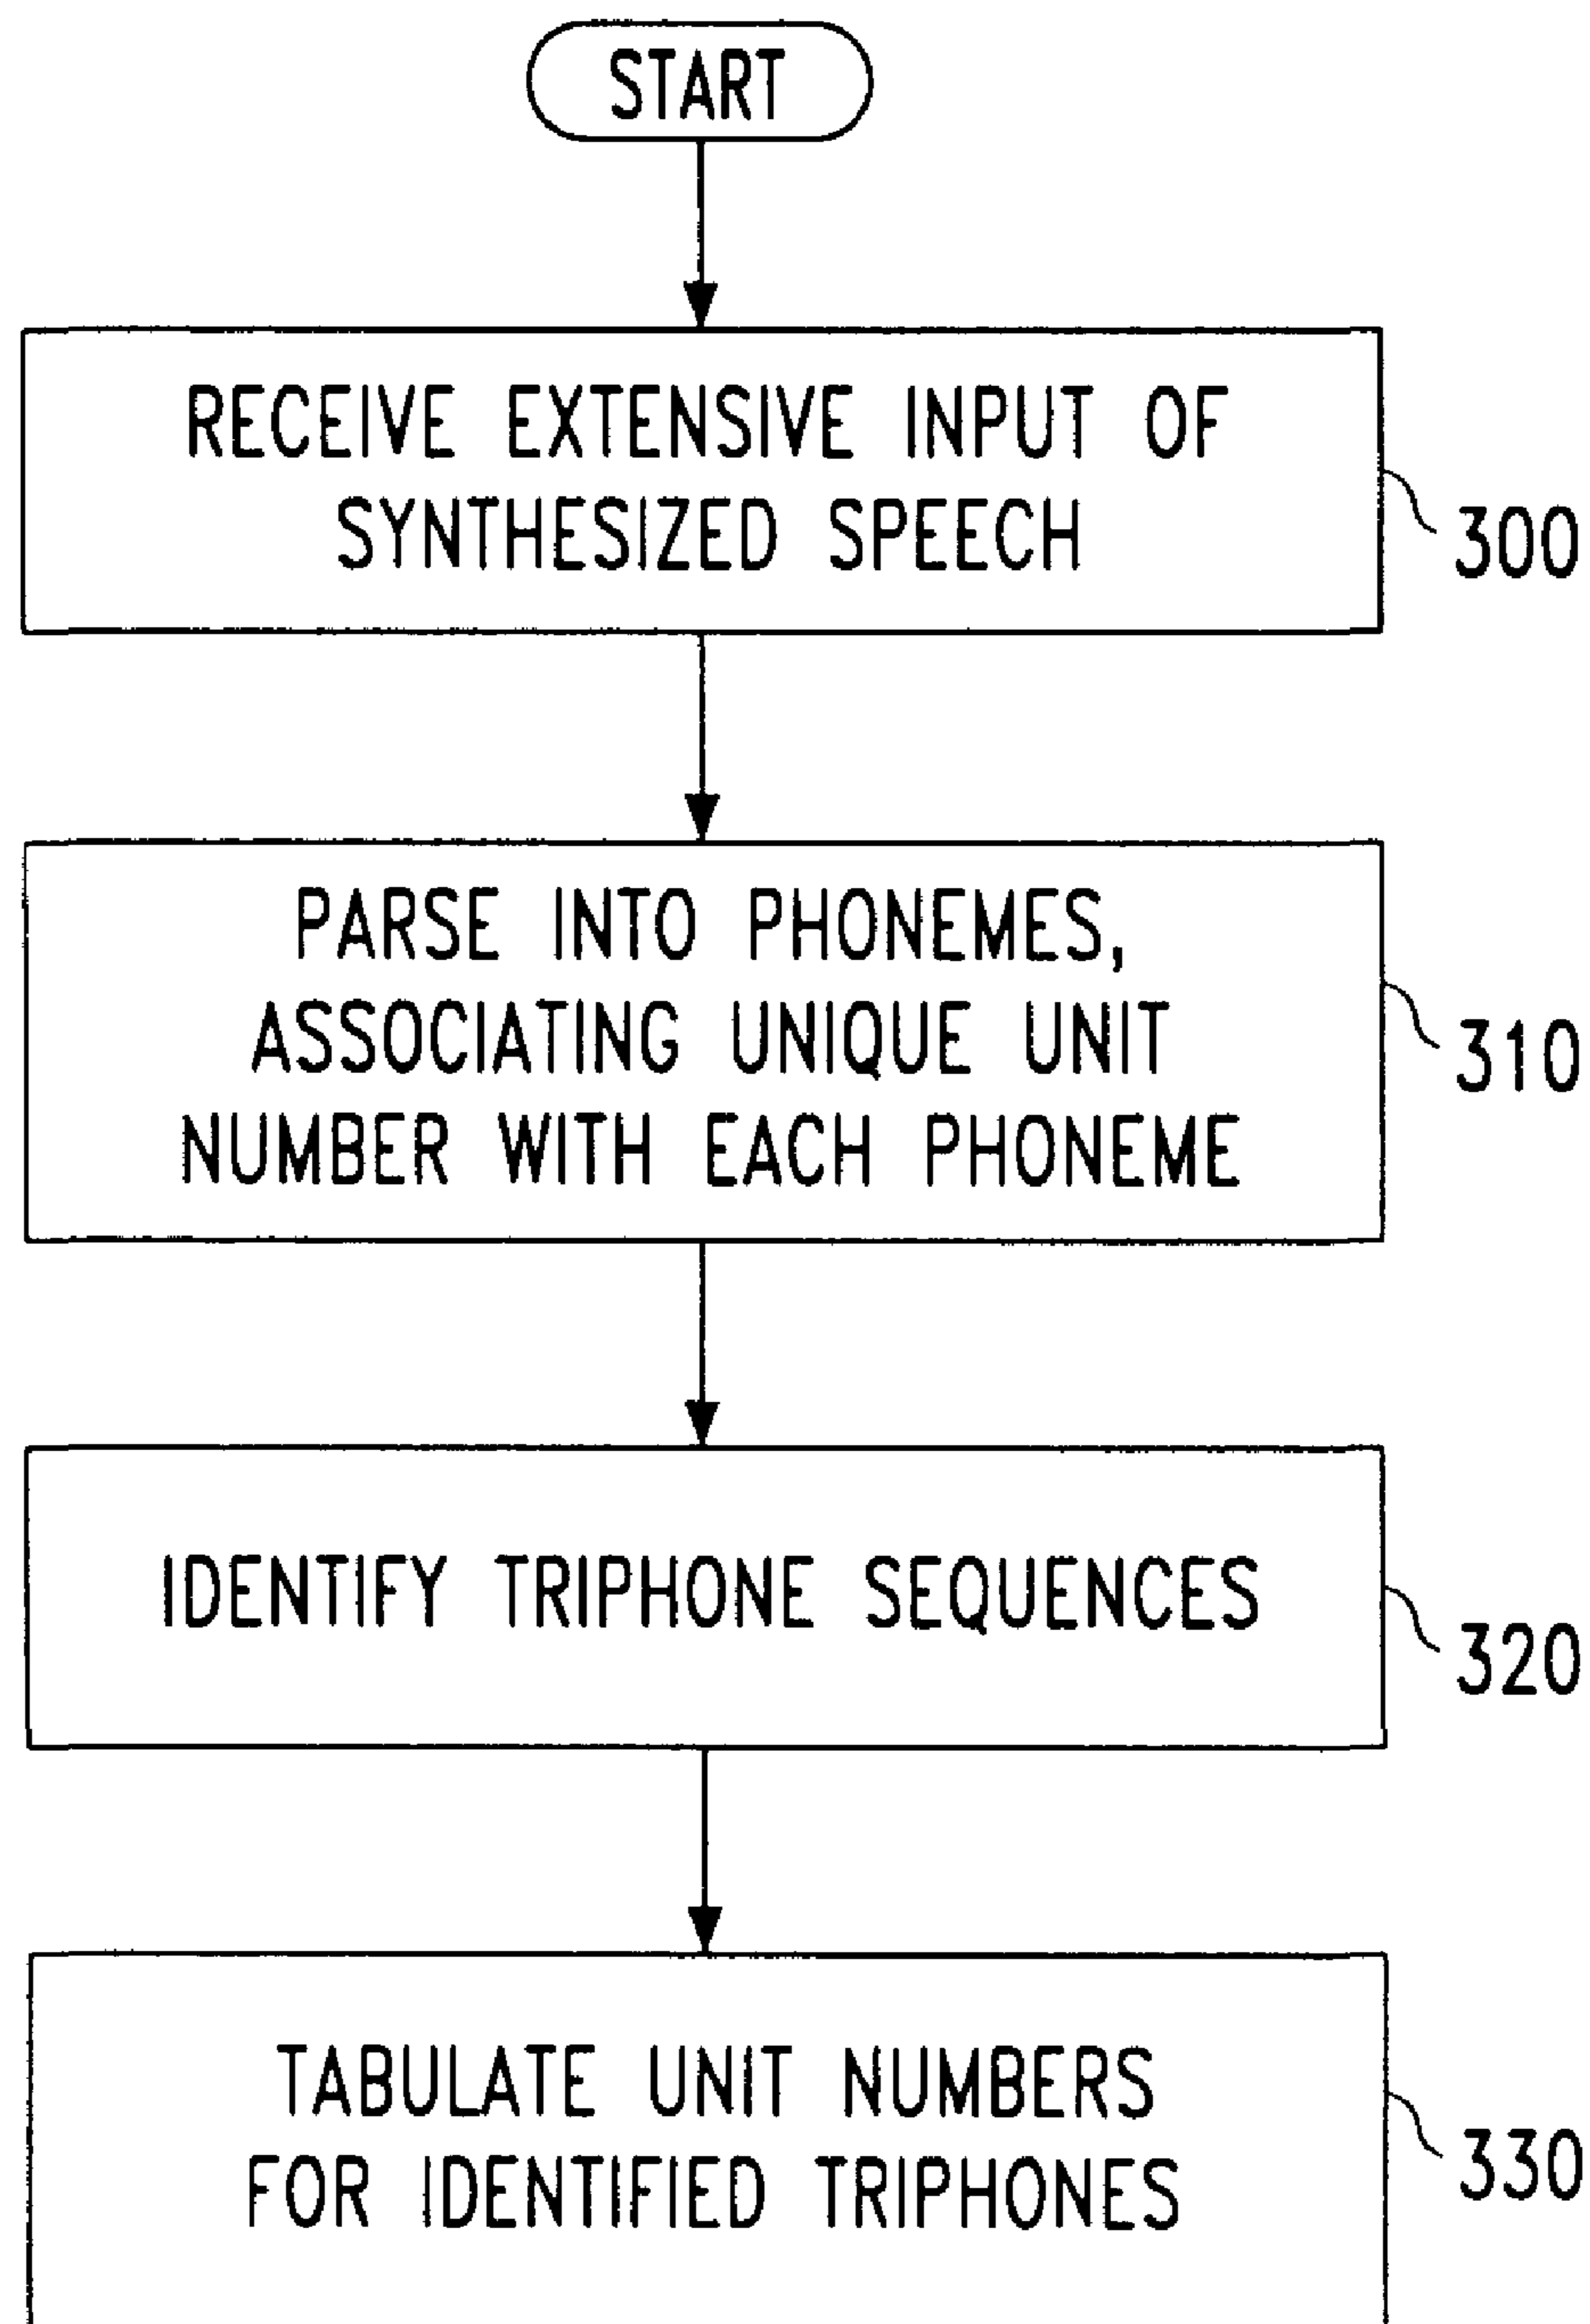 START
RECEIVE EXTENSIVE INPUT OF
SYNTHESIZED SPEECH
300
PARSE INTO PHONEMES,
ASSOCIATING UNIQUE UNIT
NUMBER WITH EACH PHONEME
310
IDENTIFY TRIPHONE SEQUENCES
320
TABULATE UNIT NUMBERS
FOR IDENTIFIED TRIPHONES
330